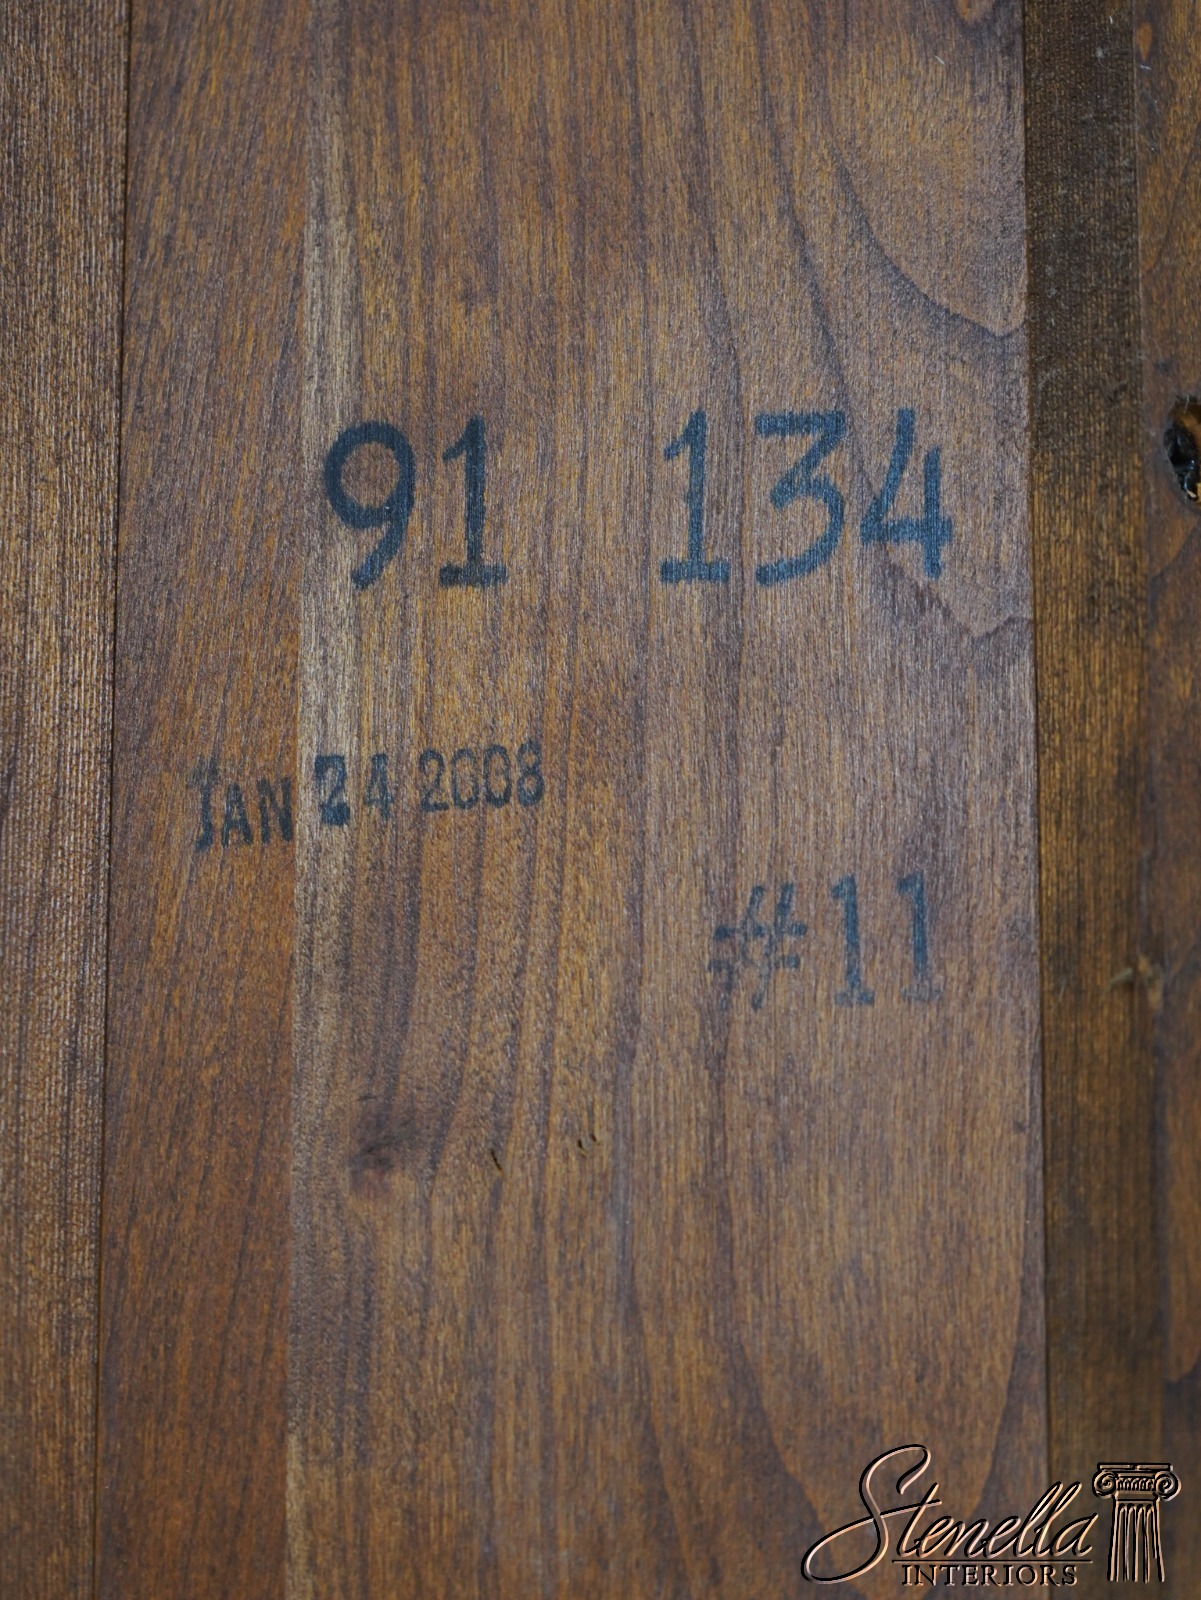 91 134
JAN 24 2008
#11
Stenella
INTERIORS